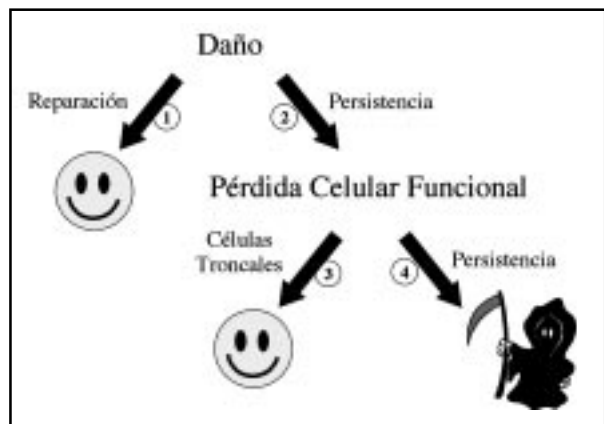 Daño
Reparación
1
2
Persistencia
Pérdida Celular Funcional
Células
Troncales
3
4
Persistencia